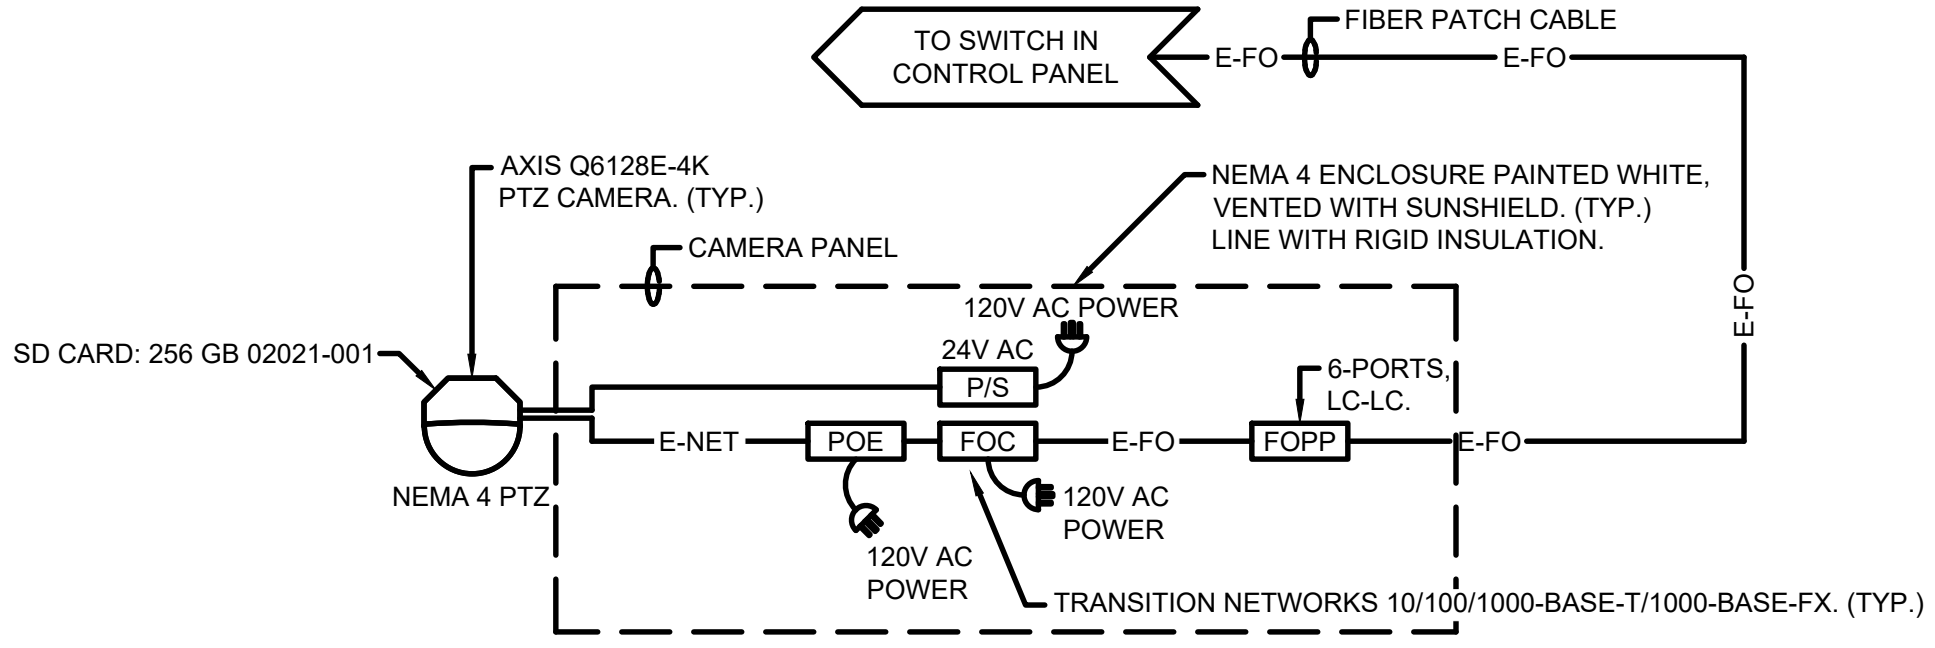 FIBER PATCH CABLE
TO SWITCH IN
CONTROL PANEL
E-FO
E-FO
AXIS Q6128E-4K
PTZ CAMERA. (TYP.)
NEMA 4 ENCLOSURE PAINTED WHITE,
VENTED WITH SUNSHIELD. (TYP.)
LINE WITH RIGID INSULATION.
CAMERA PANEL
E-FO
120V AC POWER
SD CARD: 256 GB 02021-001
24V AC
P/S
6-PORTS,
LC-LC.
E-NET
POE
FOC
E-FO
FOPP
E-FO
NEMA 4 PTZ
120V AC
POWER
120V AC
POWER
TRANSITION NETWORKS 10/100/1000-BASE-T/1000-BASE-FX. (TYP.)